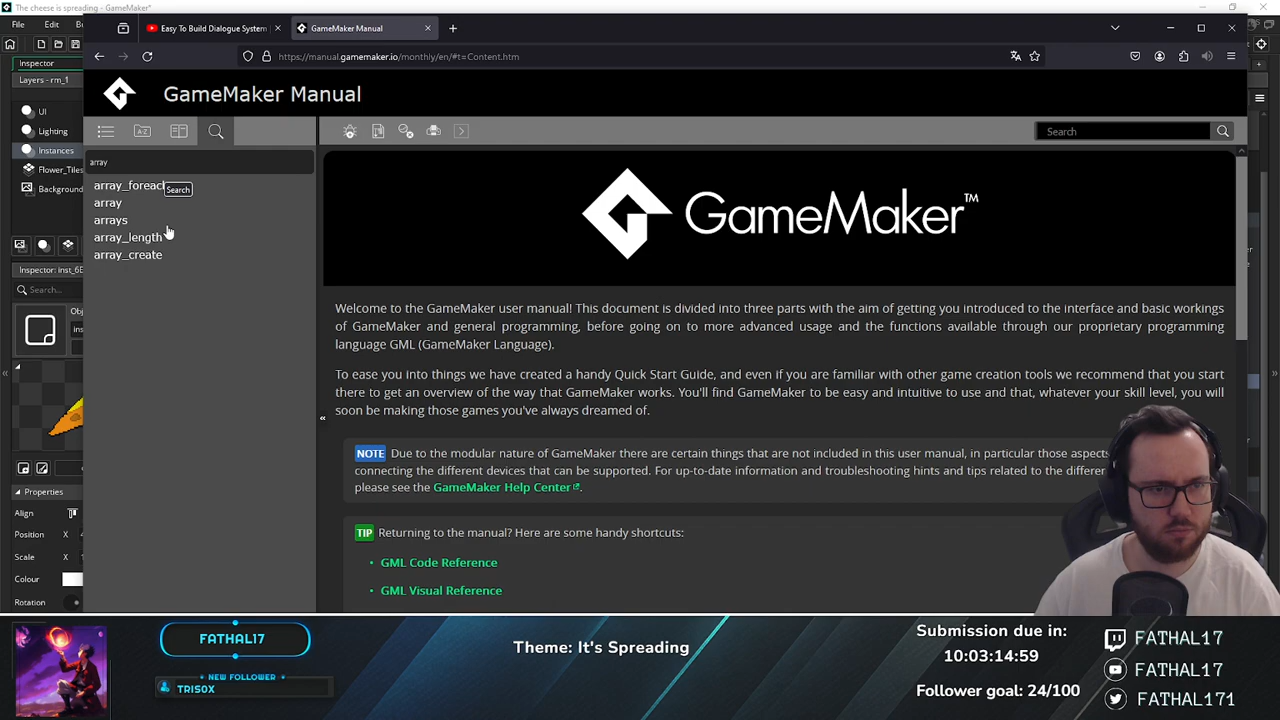 The cheese is spreading - GameMaker*
File
Edit
Easy To Build Dialogue System
GameMaker Manual
Inspector
https://manual.gamemaker.io/monthly/en/#t=Content.htm
Layers - rm_1
GameMaker Manual
UI
Lighting
Instances
Flower_Tiles
Background
array
Search
array_foreach
Search
array
arrays
array_length
array_create
GameMaker™
Inspector: inst_6E
Search...
Welcome to the GameMaker user manual! This document is divided into three parts with the aim of getting you introduced to the interface and basic workings
of GameMaker and general programming, before going on to more advanced usage and the functions available through our proprietary programming
language GML (GameMaker Language).
To ease you into things we have created a handy Quick Start Guide, and even if you are familiar with other game creation tools we recommend that you start
there to get an overview of the way that GameMaker works. You'll find GameMaker to be easy and intuitive to use and that, whatever your skill level, you will
soon be making those games you've always dreamed of.
NOTE Due to the modular nature of GameMaker there are certain things that are not included in this user manual, in particular those aspects
connecting the different devices that can be supported. For up-to-date information and troubleshooting hints and tips related to the differer
please see the GameMaker Help Center.
TIP Returning to the manual? Here are some handy shortcuts:
• GML Code Reference
• GML Visual Reference
Properties
Align
Position X
Scale X
Colour
Rotation
FATHAL17
NEW FOLLOWER
TRIS0X
Theme: It's Spreading
Submission due in:
10:03:14:59
Follower goal: 24/100
FATHAL17
FATHAL17
FATHAL171